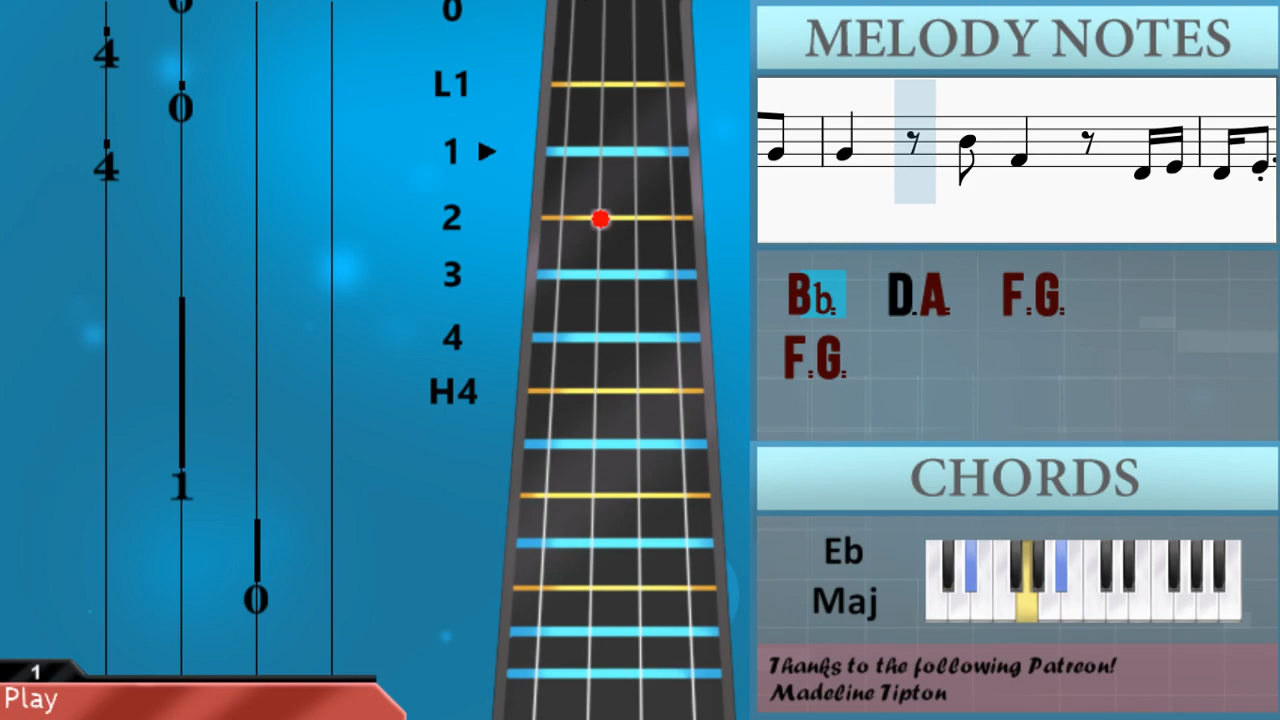 0
4
0
4
1
0
1
Play
0
L1
1
2
3
4
H4
MELODY NOTES
Bb. D.A. F.G.
F.G.
CHORDS
Eb
Maj
Thanks to the following Patreon!
Madeline Tipton